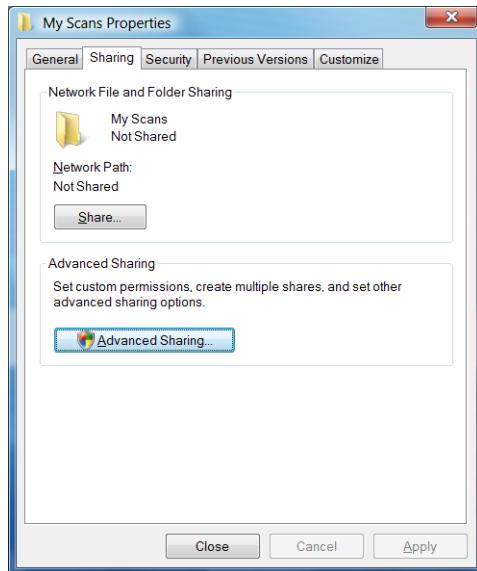 My Scans Properties
General Sharing Security Previous Versions Customize
Network File and Folder Sharing
My Scans
Not Shared
Network Path:
Not Shared
Share...
Advanced Sharing
Set custom permissions, create multiple shares, and set other
advanced sharing options.
Advanced Sharing...
Close Cancel Apply